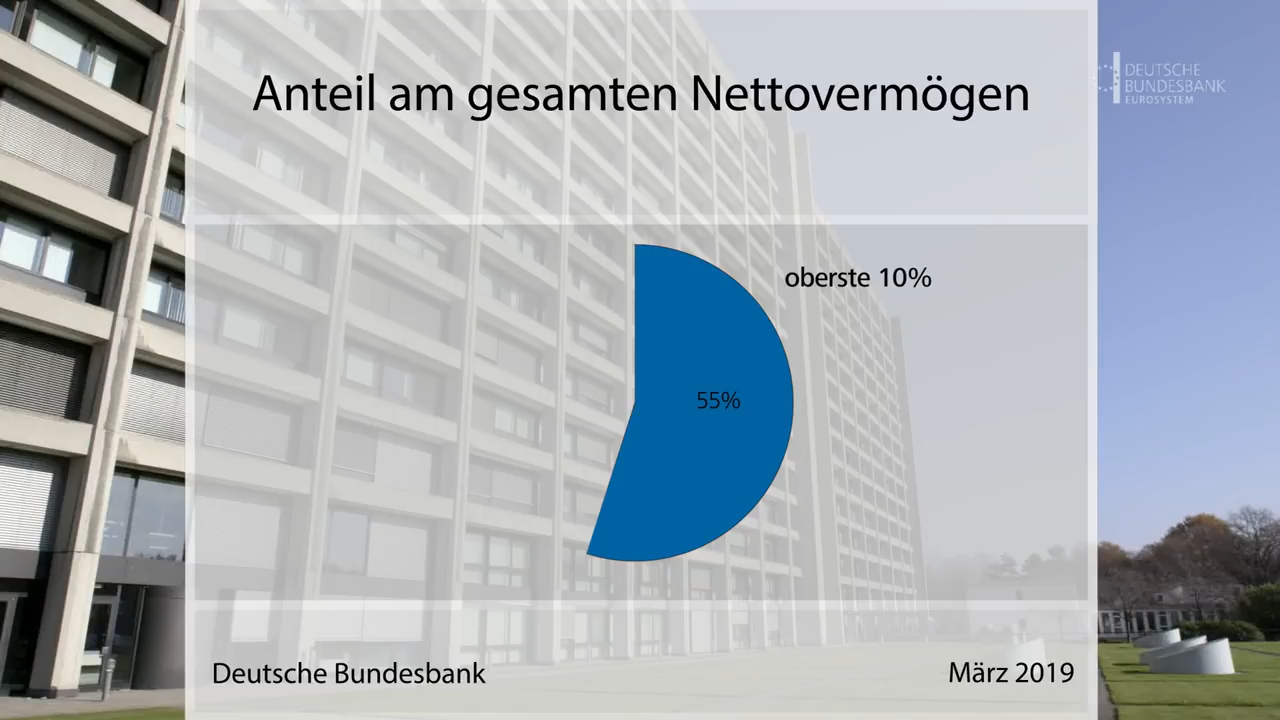 Anteil am gesamten Nettovermögen
DEUTSCHE
BUNDESBANK
EUROSYSTEM
oberste 10%
55%
Deutsche Bundesbank
März 2019